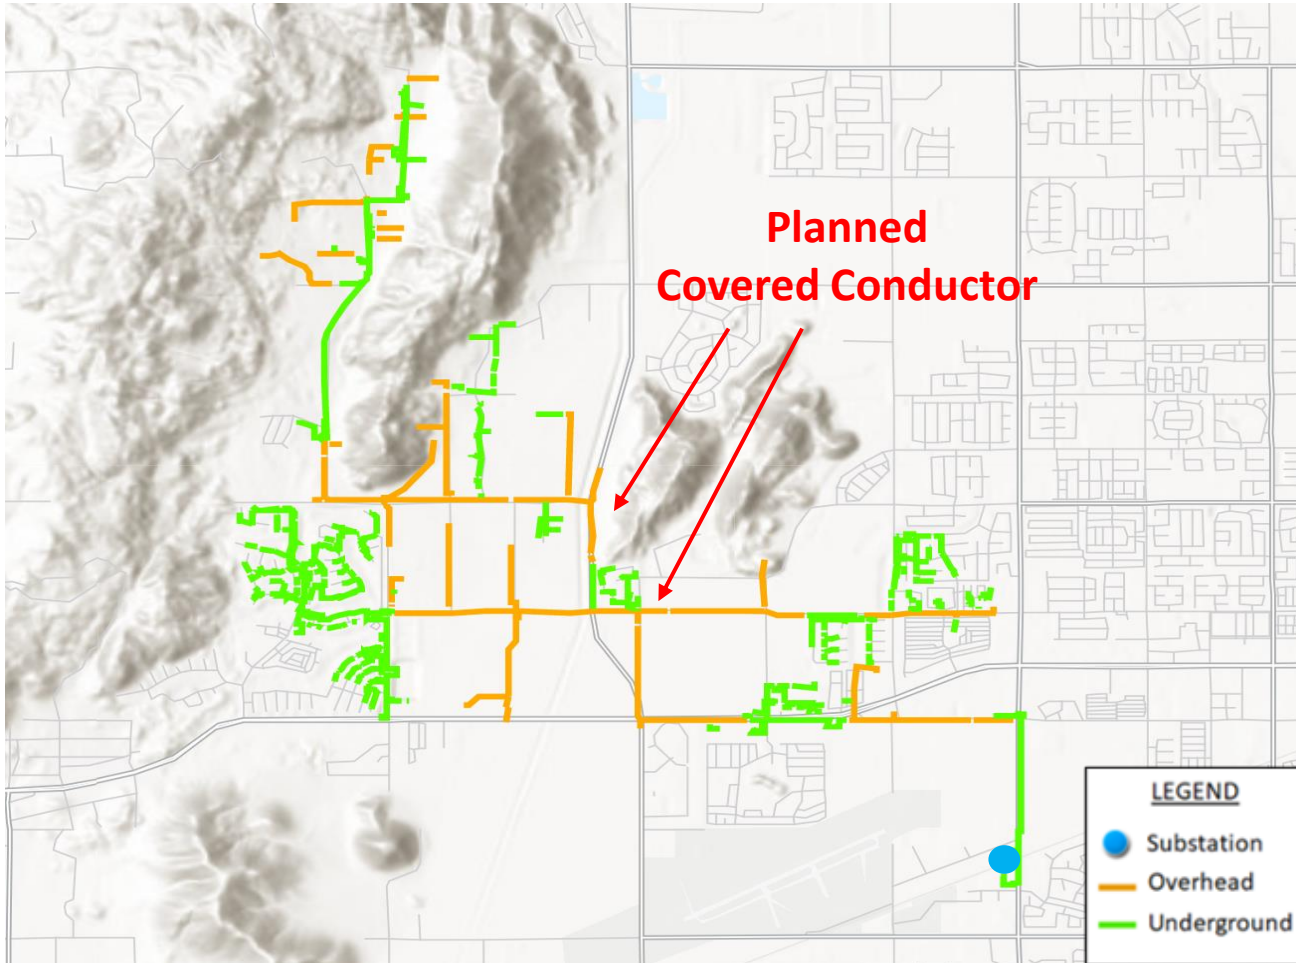 Planned
Covered Conductor
LEGEND
Substation
Overhead
Underground